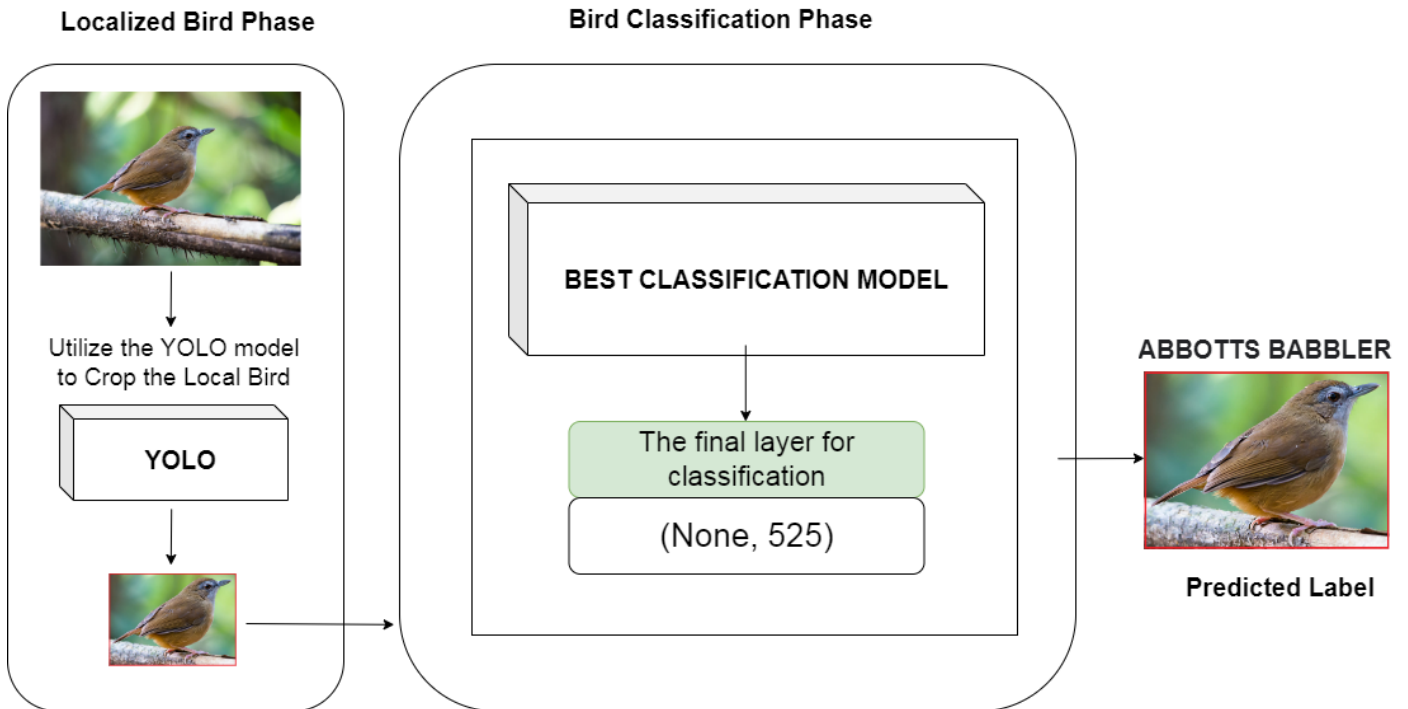 Localized Bird Phase
Bird Classification Phase
Utilize the YOLO model
to Crop the Local Bird
YOLO
BEST CLASSIFICATION MODEL
The final layer for
classification
(None, 525)
ABBOTTS BABBLER
Predicted Label